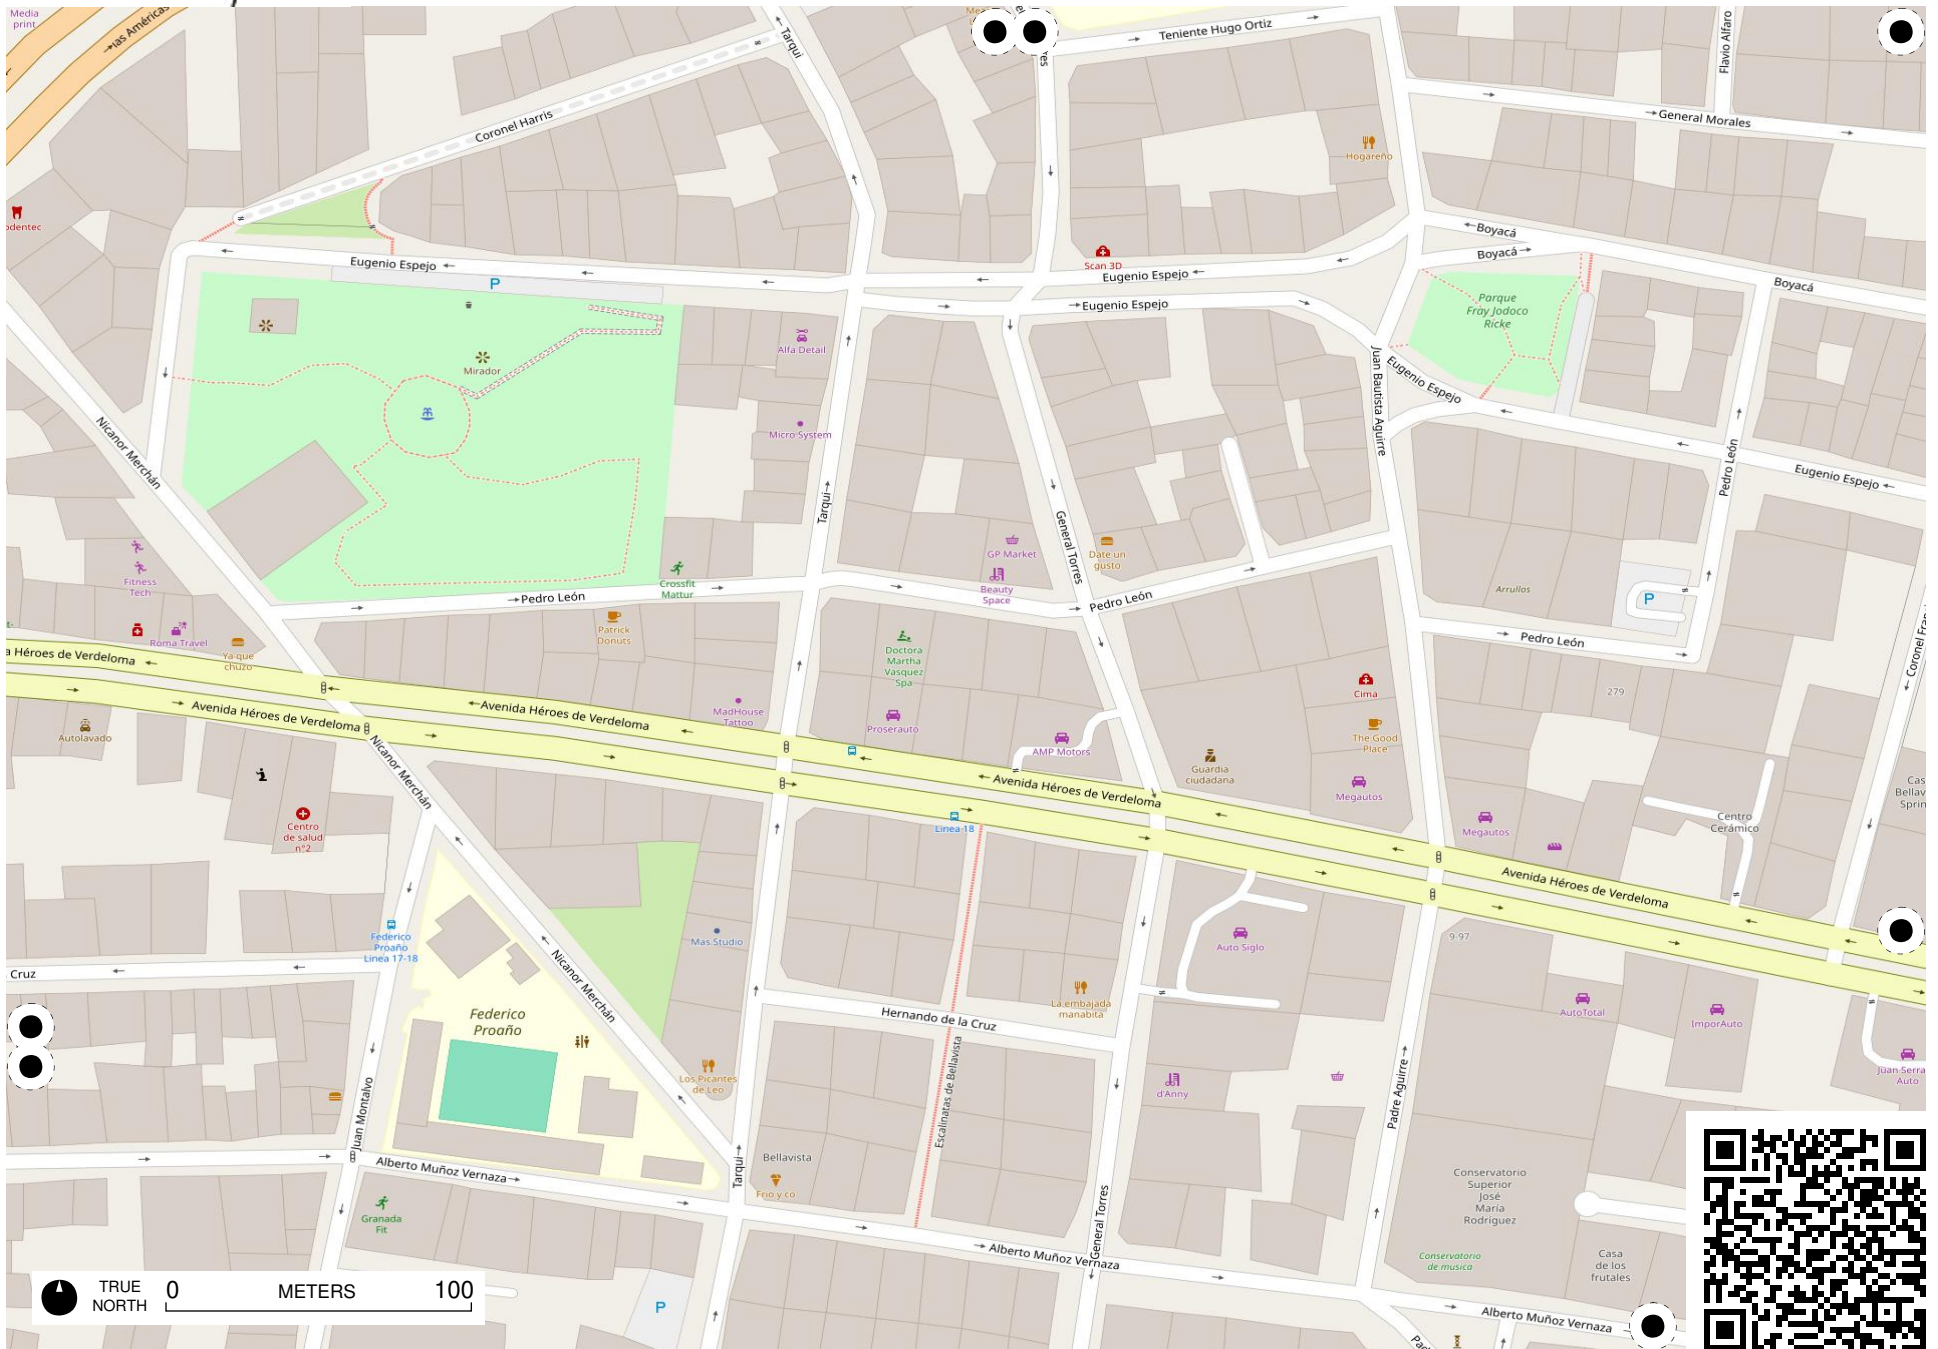 Media
print
las Américas
Tarqui
Teniente Hugo Ortiz
Flavio Alfaro
General Morales
Coronel Harris
Hogareño
odentec
Eugenio Espejo
P
Scan 3D
Eugenio Espejo
Eugenio Espejo
Boyacá
Boyacá
Boyacá
Parque
Fray Jodoco
Ricke
Alfa Detail
Mirador
Juan Bautista Aguirre
Eugenio Espejo
Nicanor Merchán
Micro System
Pedro León
Eugenio Espejo
Tarqui
General Torres
GP Market
Date un
gusto
Fitness
Tech
Crossfit
Mattur
Beauty
Space
Arrullos
P
Pedro León
Pedro León
Pedro León
Roma Travel
Ya que
chuzo
Patrick
Donuts
Doctora
Martha
Vasquez
Spa
a Héroes de Verdeloma
Coronel Fran
Cima
279
Avenida Héroes de Verdeloma
Avenida Héroes de Verdeloma
MadHouse
Tattoo
Proserauto
Autolavado
AMP Motors
The Good
Place
Guardia
ciudadana
Nicanor Merchán
Avenida Héroes de Verdeloma
Megautos
Megautos
Centro
Cerámico
Cas
Bellav
Sprin
Centro
de salud
n°2
Linea 18
Avenida Héroes de Verdeloma
Federico
Proaño
Linea 17-18
Mas Studio
Auto Siglo
9-97
Cruz
Nicanor Merchán
La embajada
manabita
AutoTotal
ImporAuto
Federico
Proaño
Hernando de la Cruz
Los Picantes
de Leo
Escalinatas de Bellavista
d'Anny
Padre Aguirre
Juan Serra
Auto
Juan Montalvo
Alberto Muñoz Vernaza
Tarqui
Bellavista
Frio y co
Conservatorio
Superior
José
María
Rodríguez
Granada
Fit
General Torres
Alberto Muñoz Vernaza
Conservatorio
de musica
Casa
de los
frutales
TRUE
NORTH
0
METERS
100
P
Alberto Muñoz Vernaza